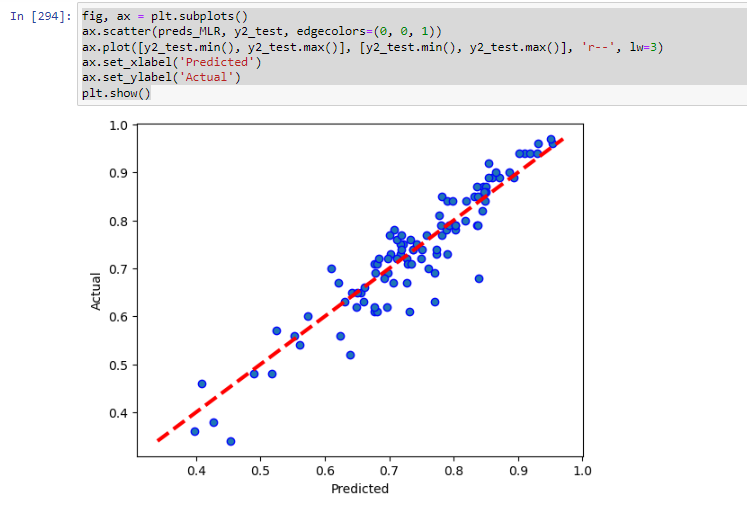 In [294]: fig, ax = plt.subplots()
ax.scatter(preds_MLR, y2_test, edgecolors=(0, 0, 1))
ax.plot([y2_test.min(), y2_test.max()], [y2_test.min(), y2_test.max()], 'r--', lw=3)
ax.set_xlabel('Predicted')
ax.set_ylabel('Actual')
plt.show()
1.0
0.9
0.8
0.7
0.6
0.5
0.4
Actual
0.4 0.5 0.6 0.7 0.8 0.9 1.0
Predicted